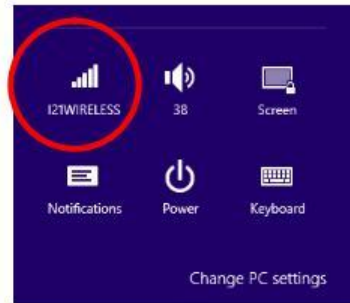 I21WIRELESS 38 Screen
Notifications Power Keyboard
Change PC settings